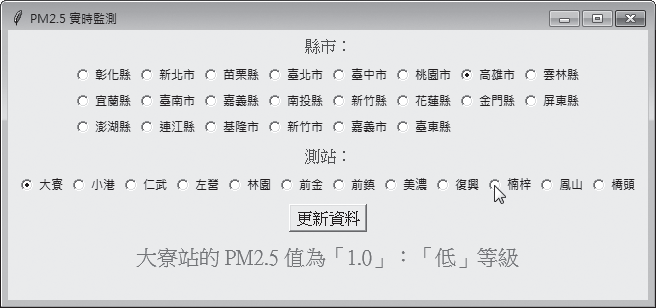 PM2.5 實時監測
縣市：
彰化縣 新北市 苗栗縣 臺北市 臺中市 桃園市 高雄市 雲林縣
宜蘭縣 臺南市 嘉義縣 南投縣 新竹縣 花蓮縣 金門縣 屏東縣
澎湖縣 連江縣 基隆市 新竹市 嘉義市 臺東縣
測站：
大寮 小港 仁武 左營 林園 前金 前鎮 美濃 復興 楠梓 鳳山 橋頭
更新資料
大寮站的 PM2.5 值為「1.0」：「低」等級